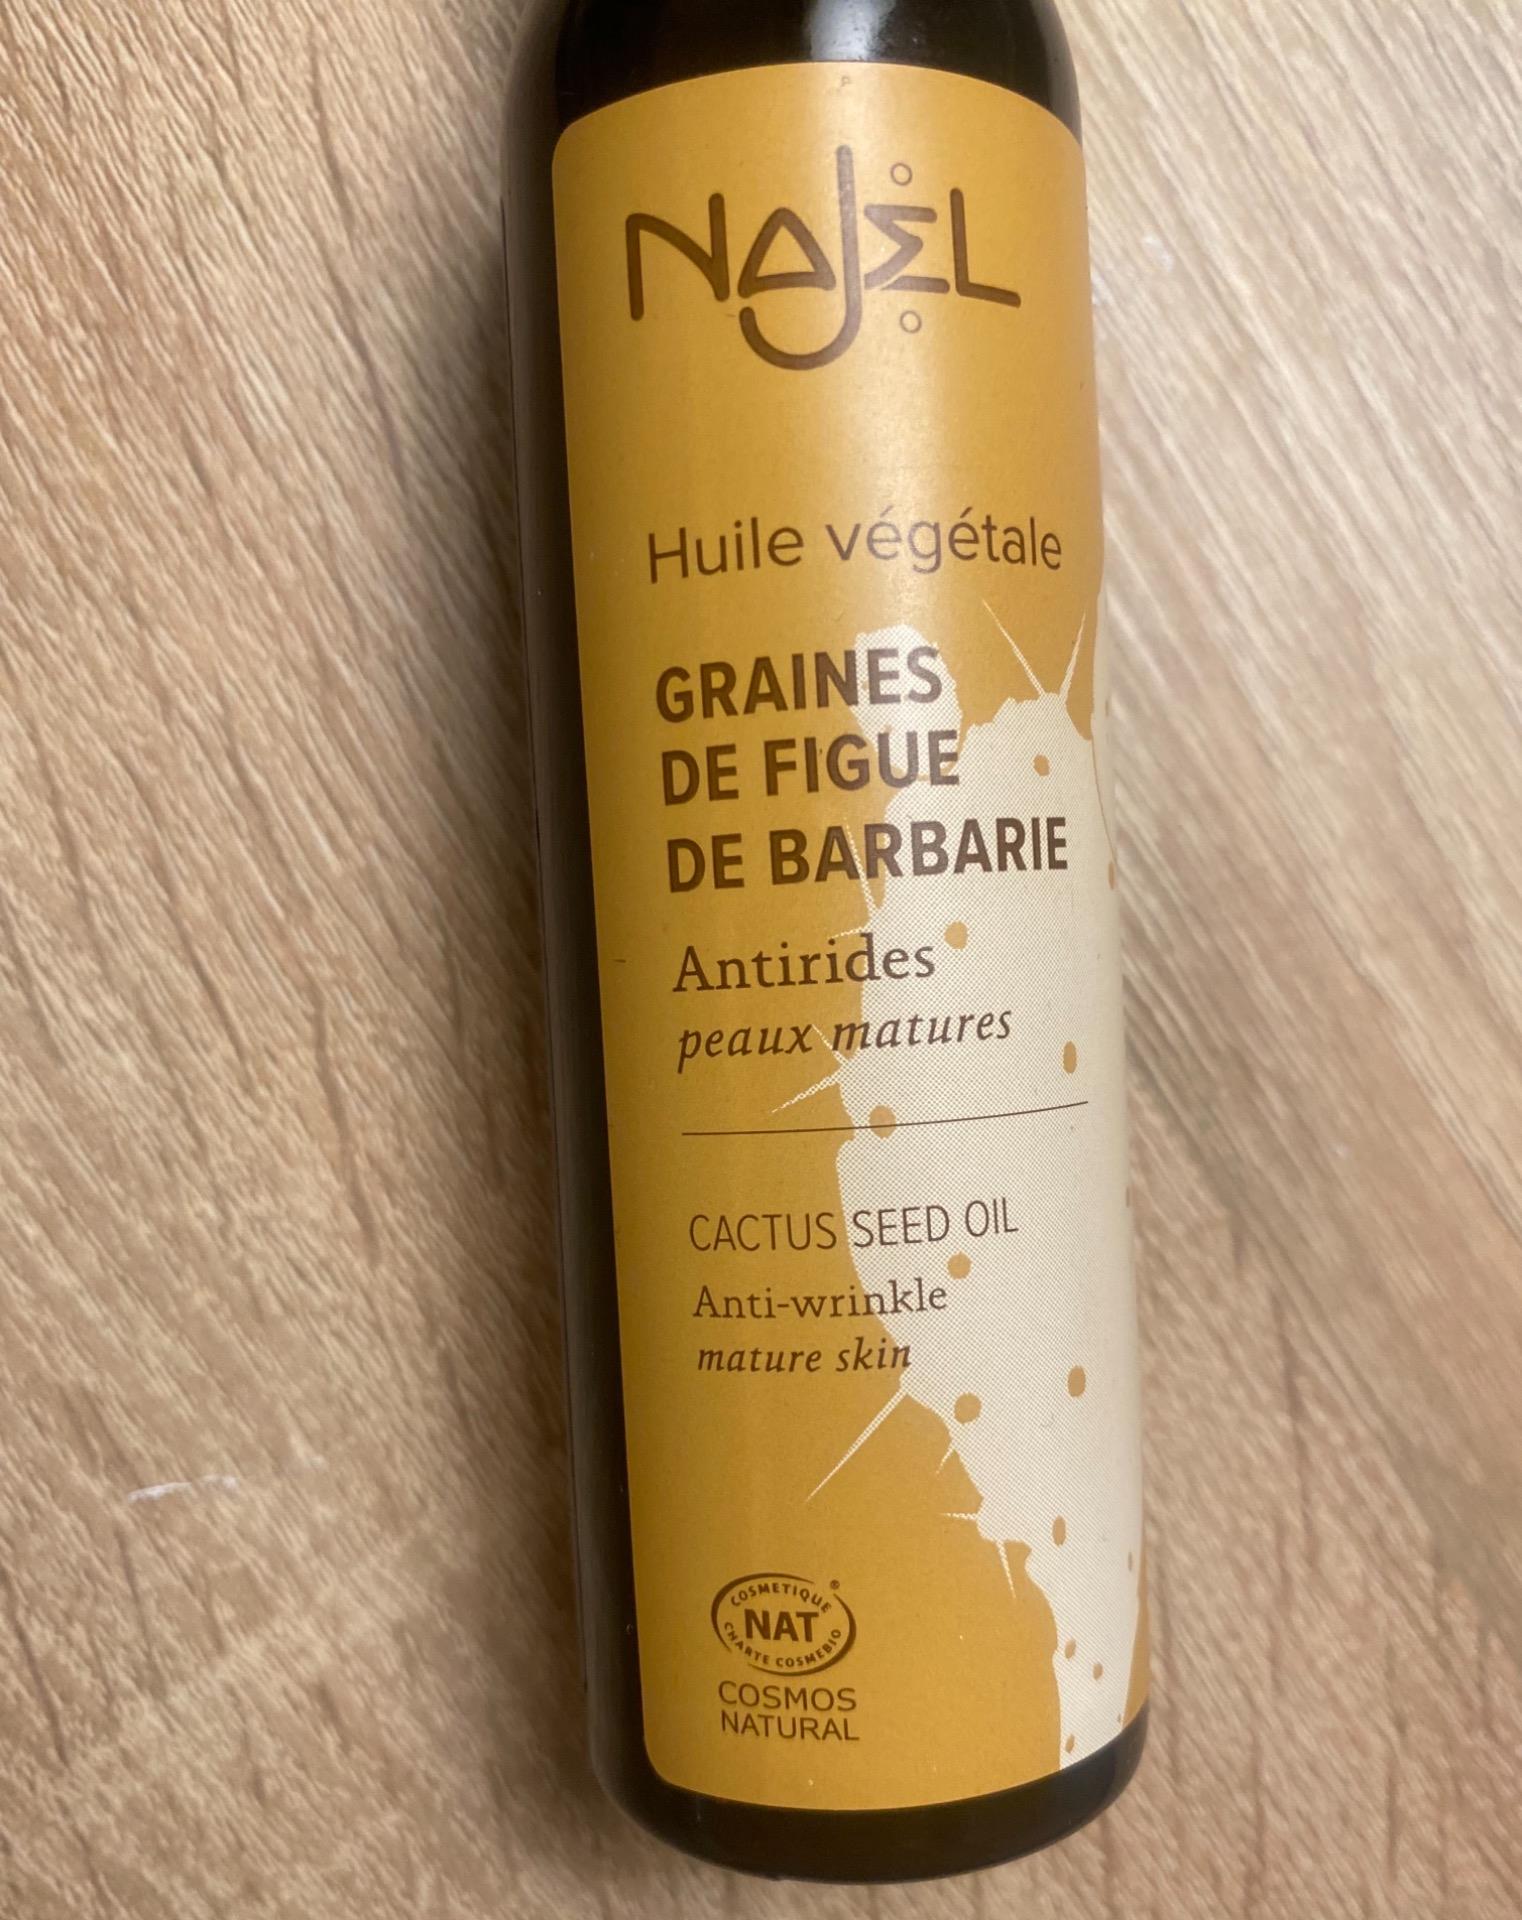 NAJEL
Huile végétale
GRAINES
DE FIGUE
DE BARBARIE
Antirides
peaux matures
CACTUS SEED OIL
Anti-wrinkle
mature skin
COSMETIQUE ®
NAT
CHARTE COSMEBIO
COSMOS
NATURAL